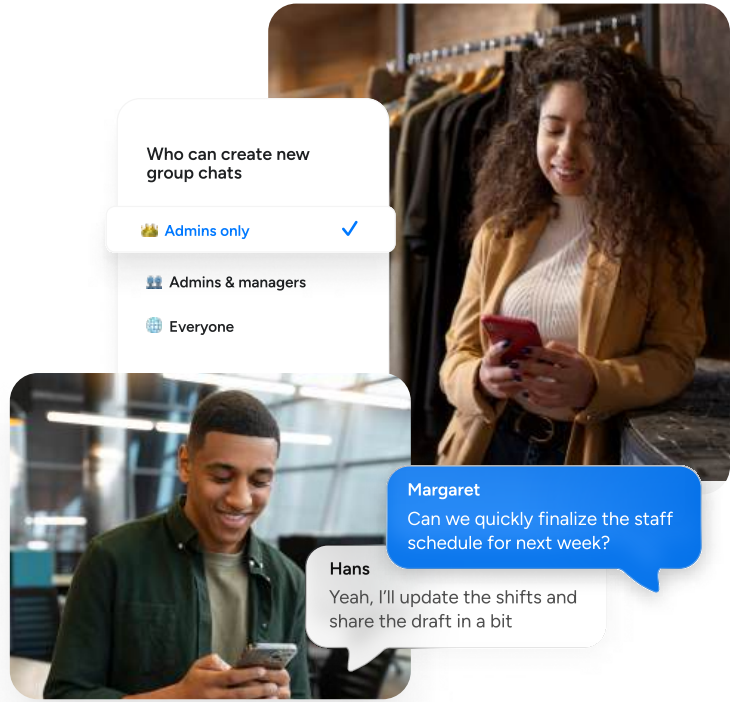 Who can create new
group chats
Admins only
Admins & managers
Everyone
Margaret
Can we quickly finalize the staff
schedule for next week?
Hans
Yeah, I’ll update the shifts and
share the draft in a bit